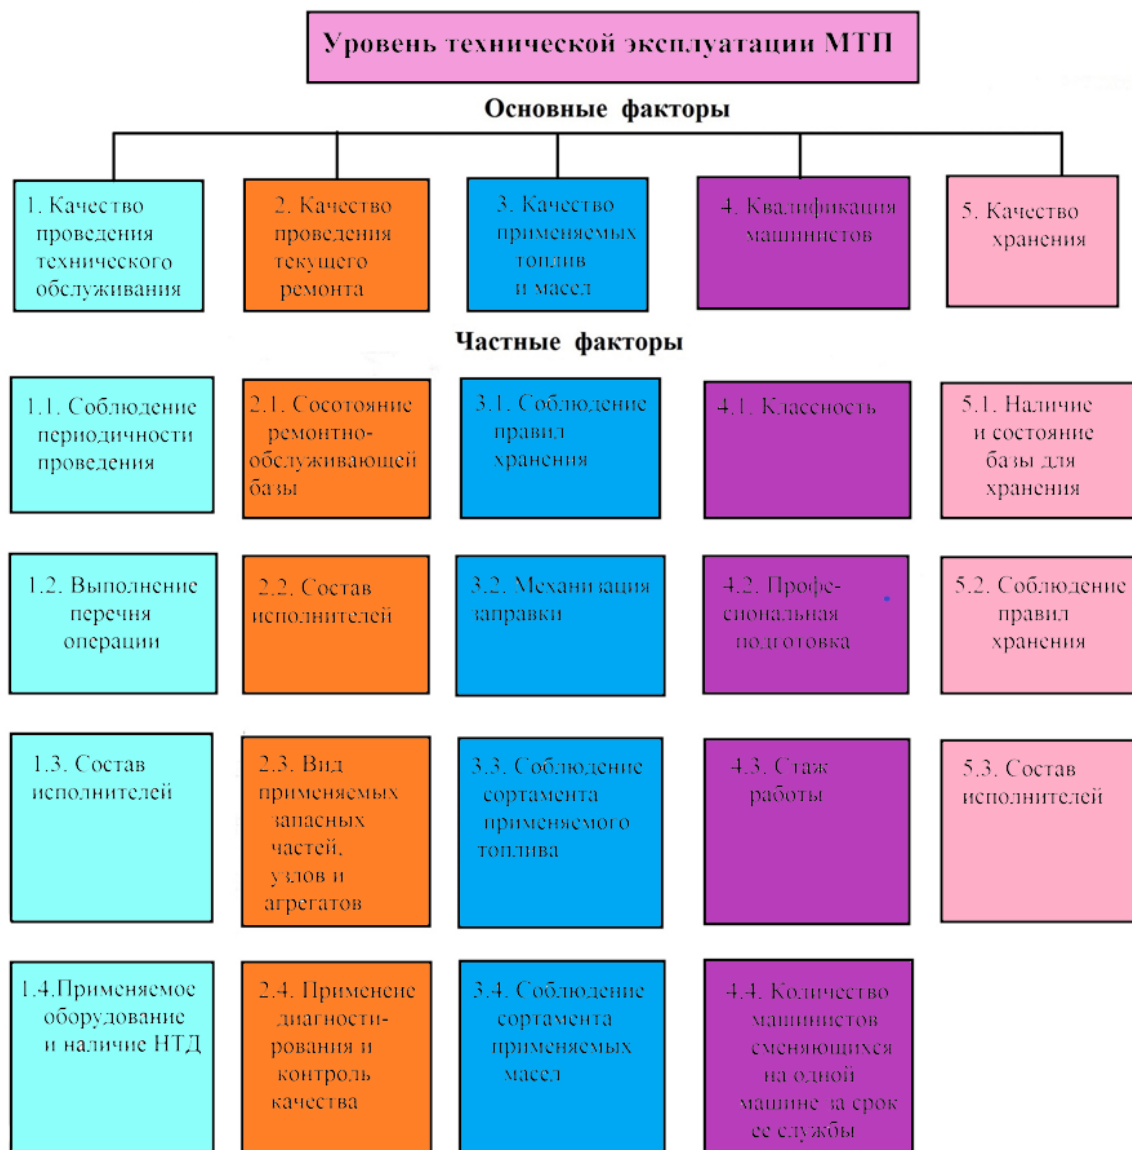 Уровень технической эксплуатации МТП
Основные факторы
1. Качество
проведения
технического
обслуживания
2. Качество
проведения
текущего
ремонта
3. Качество
применяемых
топлив
и масел
4. Квалификация
машинистов
5. Качество
хранения
Частные факторы
1.1. Соблюдение
периодичности
проведения
2.1. Сосотояние
ремонтно-
обслуживающей
базы
3.1. Соблюдение
правил
хранения
4.1. Классность
5.1. Наличие
и состояние
базы для
хранения
1.2. Выполнение
перечня
операции
2.2. Состав
исполнителей
3.2. Механизация
заправки
4.2. Профе-
сиональная
подготовка
5.2. Соблюдение
правил
хранения
1.3. Состав
исполнителей
2.3. Вид
применяемых
запасных
частей,
узлов и
агрегатов
3.3. Соблюдение
сортамента
применяемого
топлива
4.3. Стаж
работы
5.3. Состав
исполнителей
1.4.Применяемое
оборудование
и наличие НТД
2.4. Применене
диагности-
рования и
контроль
качества
3.4. Соблюдение
сортамента
применяемых
масел
4.4. Количество
машинистов
сменяющихся
на одной
машине за срок
ее службы